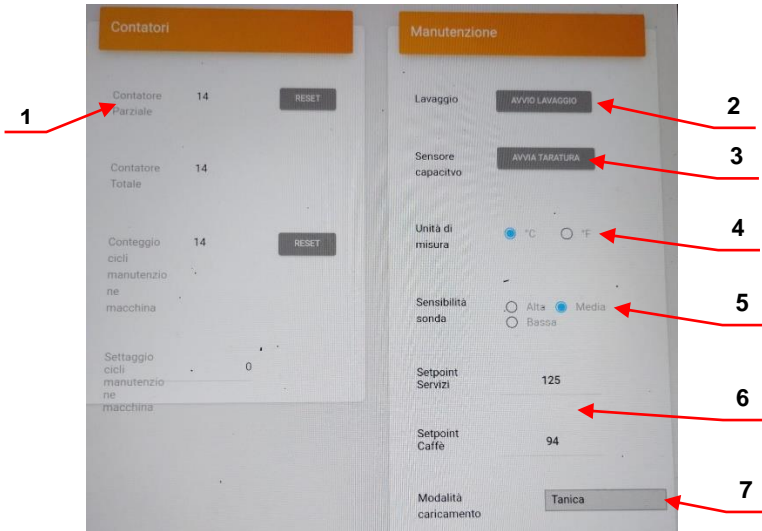 Contatori
Contatore
Parziale
14
RESET
Contatore
Totale
14
Conteggio
cicli
manutenzio
ne
macchina
14
RESET
Settaggio
cicli
manutenzio
ne
macchina
0
Manutenzione
Lavaggio
AVVIO LAVAGGIO
Sensore
capacitvo
AVVIA TARATURA
Unità di
misura
°C
°F
Sensibilità
sonda
Alta
Media
Bassa
Setpoint
Servizi
125
Setpoint
Caffè
94
Modalità
caricamento
Tanica
1
2
3
4
5
6
7